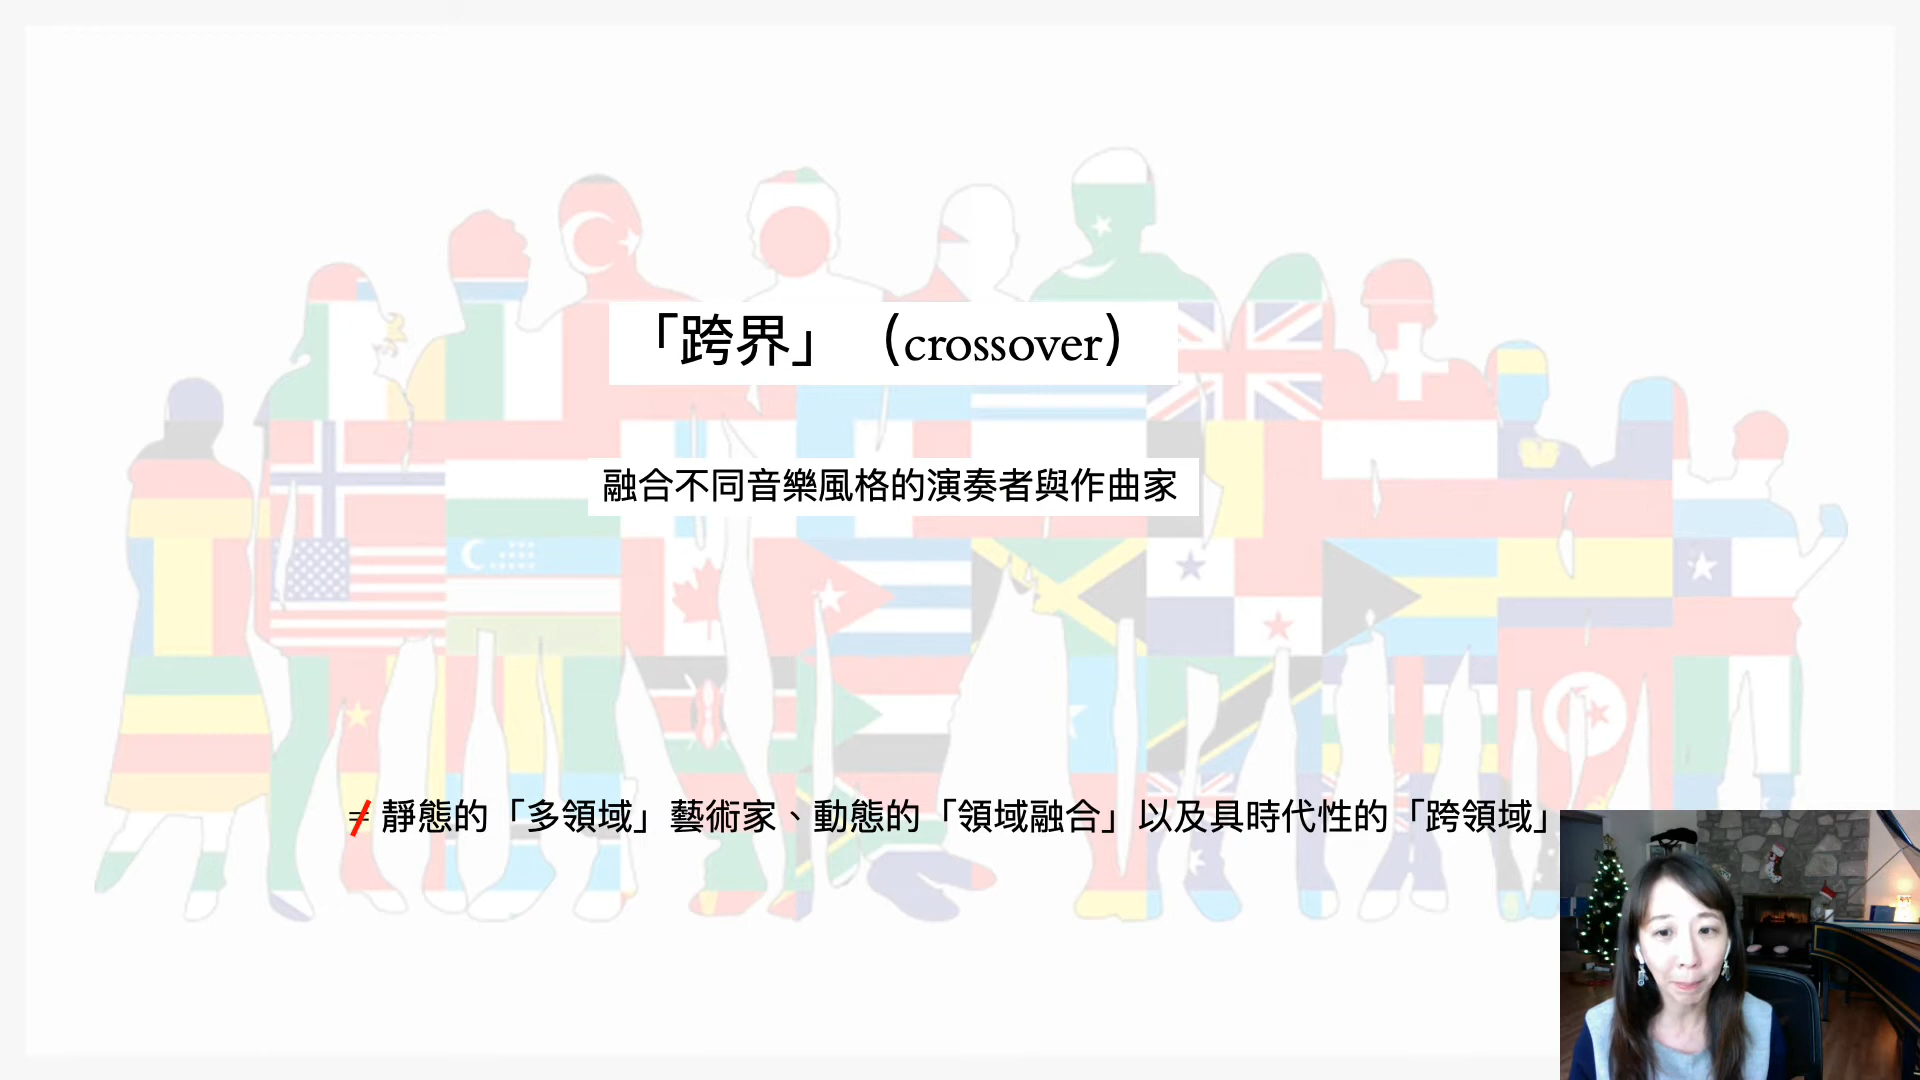 「跨界」（crossover）
融合不同音樂風格的演奏者與作曲家
≠ 靜態的「多領域」藝術家、動態的「領域融合」以及具時代性的「跨領域」